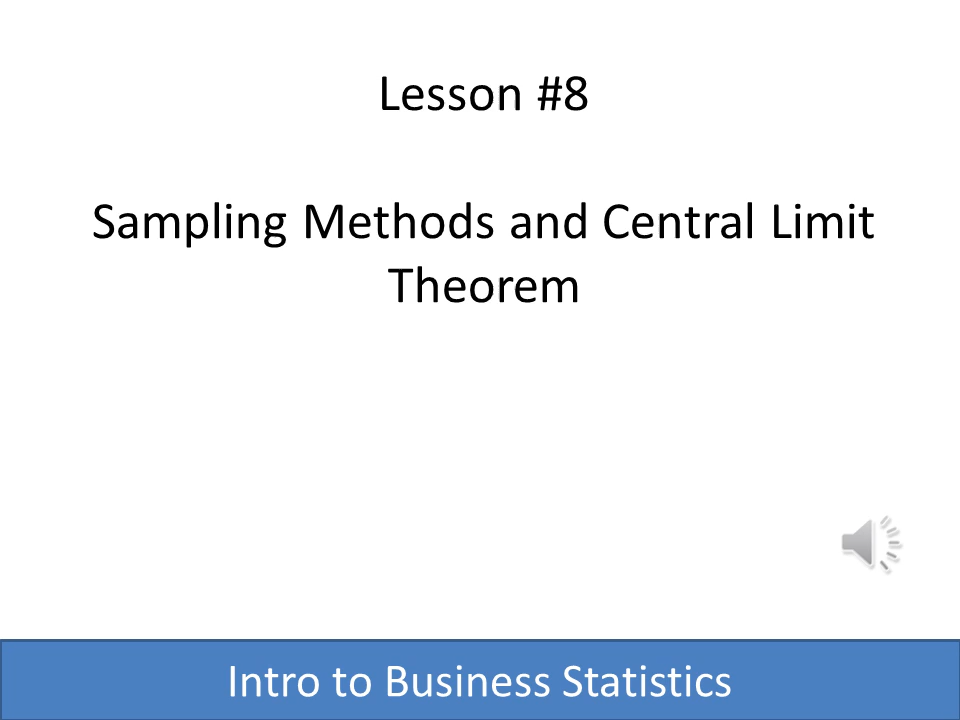 Lesson #8
Sampling Methods and Central Limit
Theorem
Intro to Business Statistics